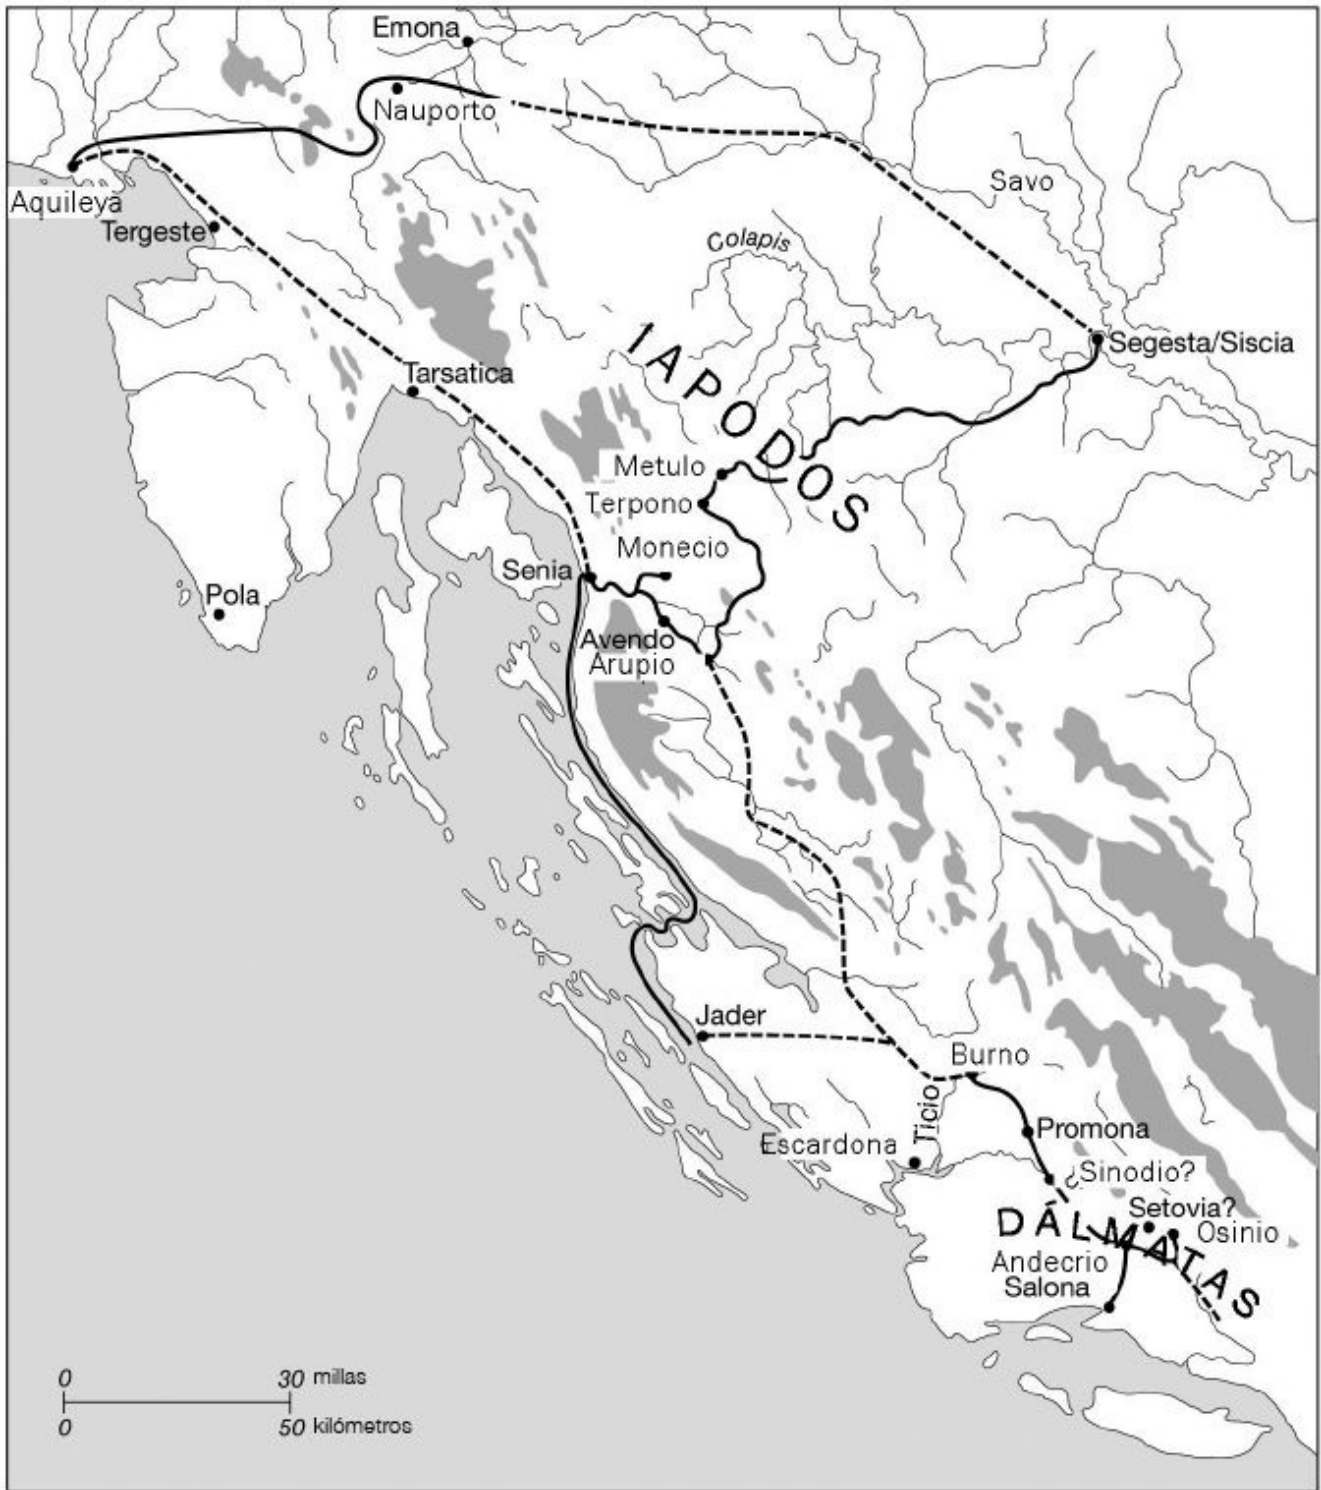 Emona
Nauporto
Savo
Aquileya
Tergeste
Colapis
Segesta/Siscia
IAPODOS
Tarsatica
Metulo
Terpono
Monecio
Senia
Pola
Avendo
Arupio
Jader
Burno
Ticio
Promona
Escardona
¿Sinodio?
Setovia?
DÁLMATAS
Osinio
Andecrio
Salona
0 30 millas
0 50 kilómetros